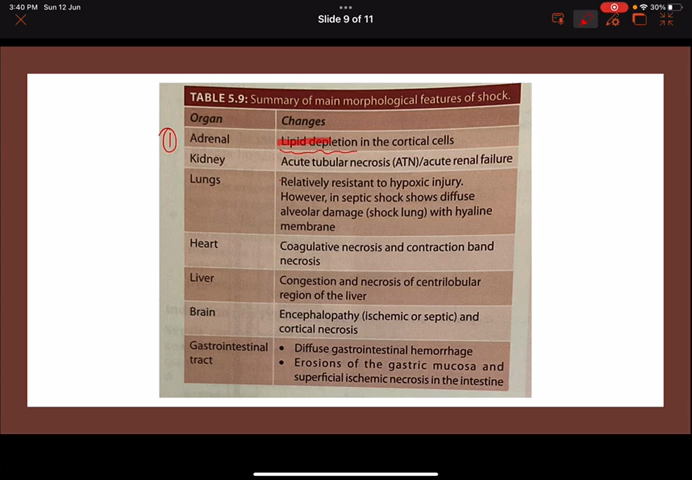 3:40 PM Sun 12 Jun
30%
Slide 9 of 11
TABLE 5.9: Summary of main morphological features of shock.
Organ Changes
1 Adrenal Lipid depletion in the cortical cells
Kidney Acute tubular necrosis (ATN)/acute renal failure
Lungs Relatively resistant to hypoxic injury.
However, in septic shock shows diffuse
alveolar damage (shock lung) with hyaline
membrane
Heart Coagulative necrosis and contraction band
necrosis
Liver Congestion and necrosis of centrilobular
region of the liver
Brain Encephalopathy (ischemic or septic) and
cortical necrosis
Gastrointestinal • Diffuse gastrointestinal hemorrhage
tract • Erosions of the gastric mucosa and
superficial ischemic necrosis in the intestine